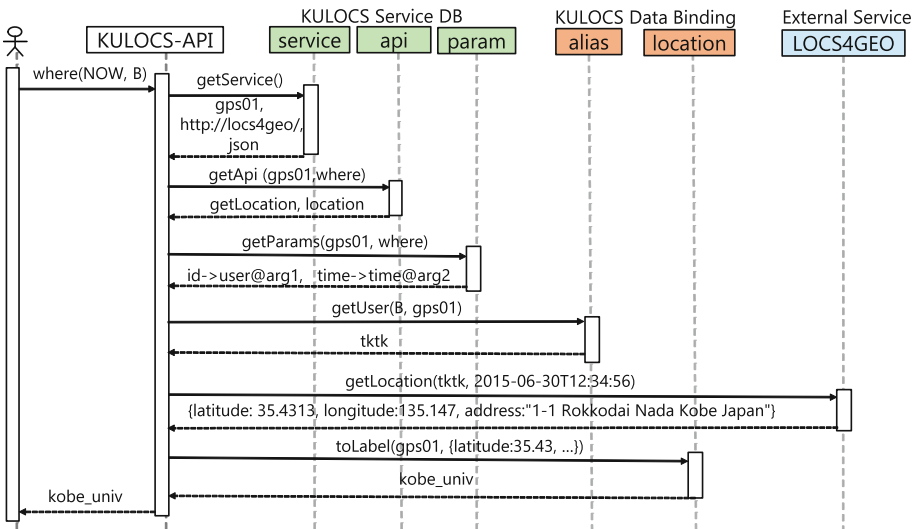 KULOCS Service DB
KULOCS Data Binding
External Service
KULOCS-API
service
api
param
alias
location
LOCS4GEO
where(NOW, B)
getService()
gps01,
http://locs4geo/,
json
getApi (gps01,where)
getLocation, location
getParams(gps01, where)
id->user@arg1, time->time@arg2
getUser(B, gps01)
tktk
getLocation(tktk, 2015-06-30T12:34:56)
{latitude: 35.4313, longitude:135.147, address:"1-1 Rokkodai Nada Kobe Japan"}
toLabel(gps01, {latitude:35.43, ...})
kobe_univ
kobe_univ